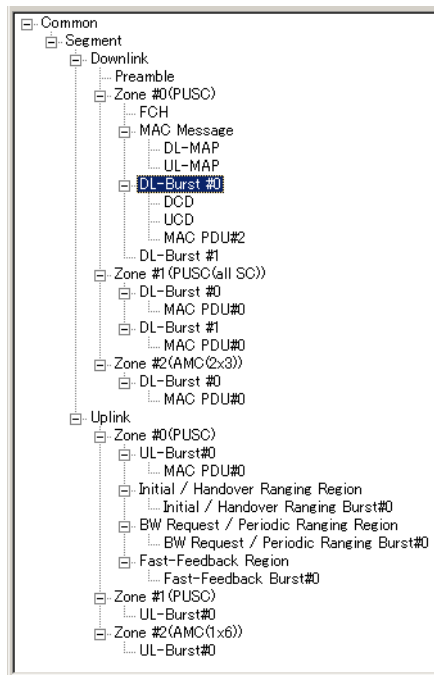 Common
Segment
Downlink
Preamble
Zone #0(PUSC)
FCH
MAC Message
DL-MAP
UL-MAP
DL-Burst #0
DCD
UCD
MAC PDU#2
DL-Burst #1
Zone #1(PUSC(all SC))
DL-Burst #0
MAC PDU#0
DL-Burst #1
MAC PDU#0
Zone #2(AMC(2x3))
DL-Burst #0
MAC PDU#0
Uplink
Zone #0(PUSC)
UL-Burst#0
MAC PDU#0
Initial / Handover Ranging Region
Initial / Handover Ranging Burst#0
BW Request / Periodic Ranging Region
BW Request / Periodic Ranging Burst#0
Fast-Feedback Region
Fast-Feedback Burst#0
Zone #1(PUSC)
UL-Burst#0
Zone #2(AMC(1x6))
UL-Burst#0